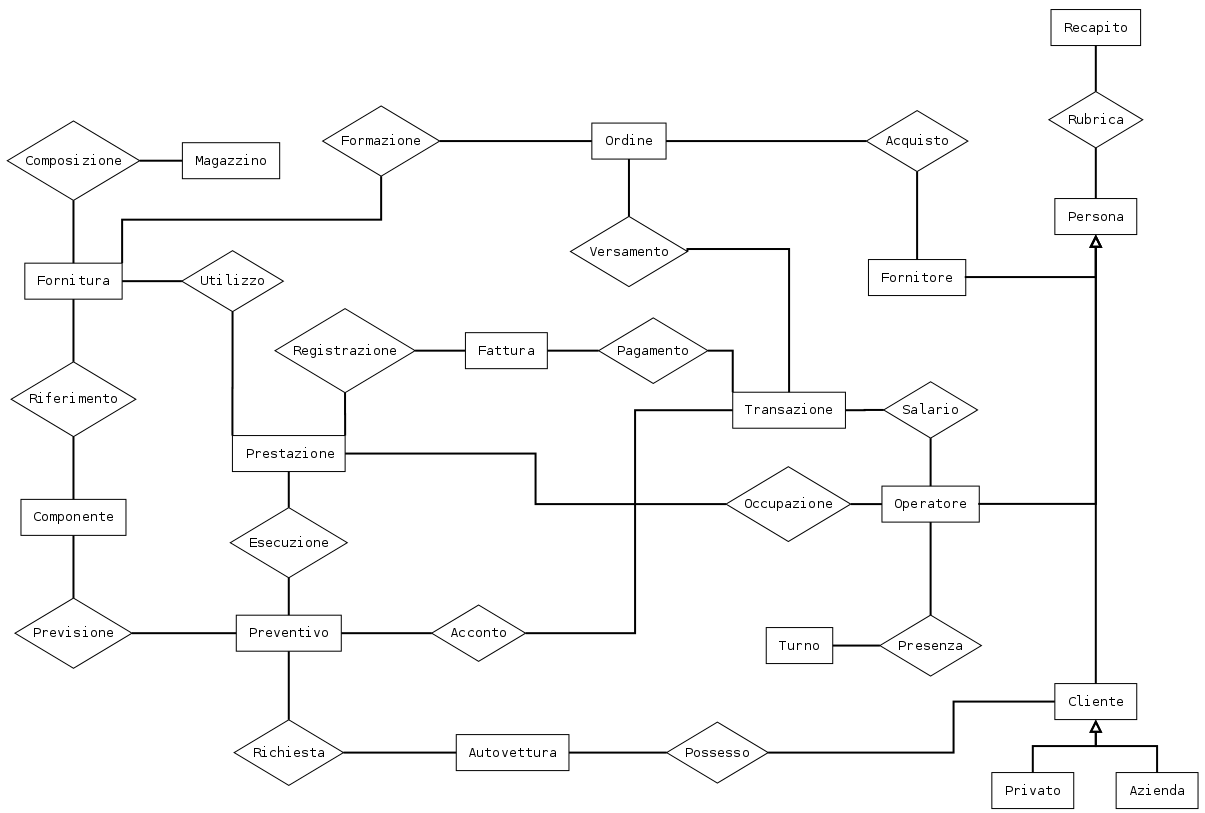 Recapito
Rubrica
Formazione
Ordine
Acquisto
Composizione
Magazzino
Persona
Versamento
Fornitura
Utilizzo
Fornitore
Registrazione
Fattura
Pagamento
Riferimento
Transazione
Salario
Prestazione
Occupazione
Operatore
Componente
Esecuzione
Previsione
Preventivo
Acconto
Turno
Presenza
Cliente
Richiesta
Autovettura
Possesso
Privato
Azienda